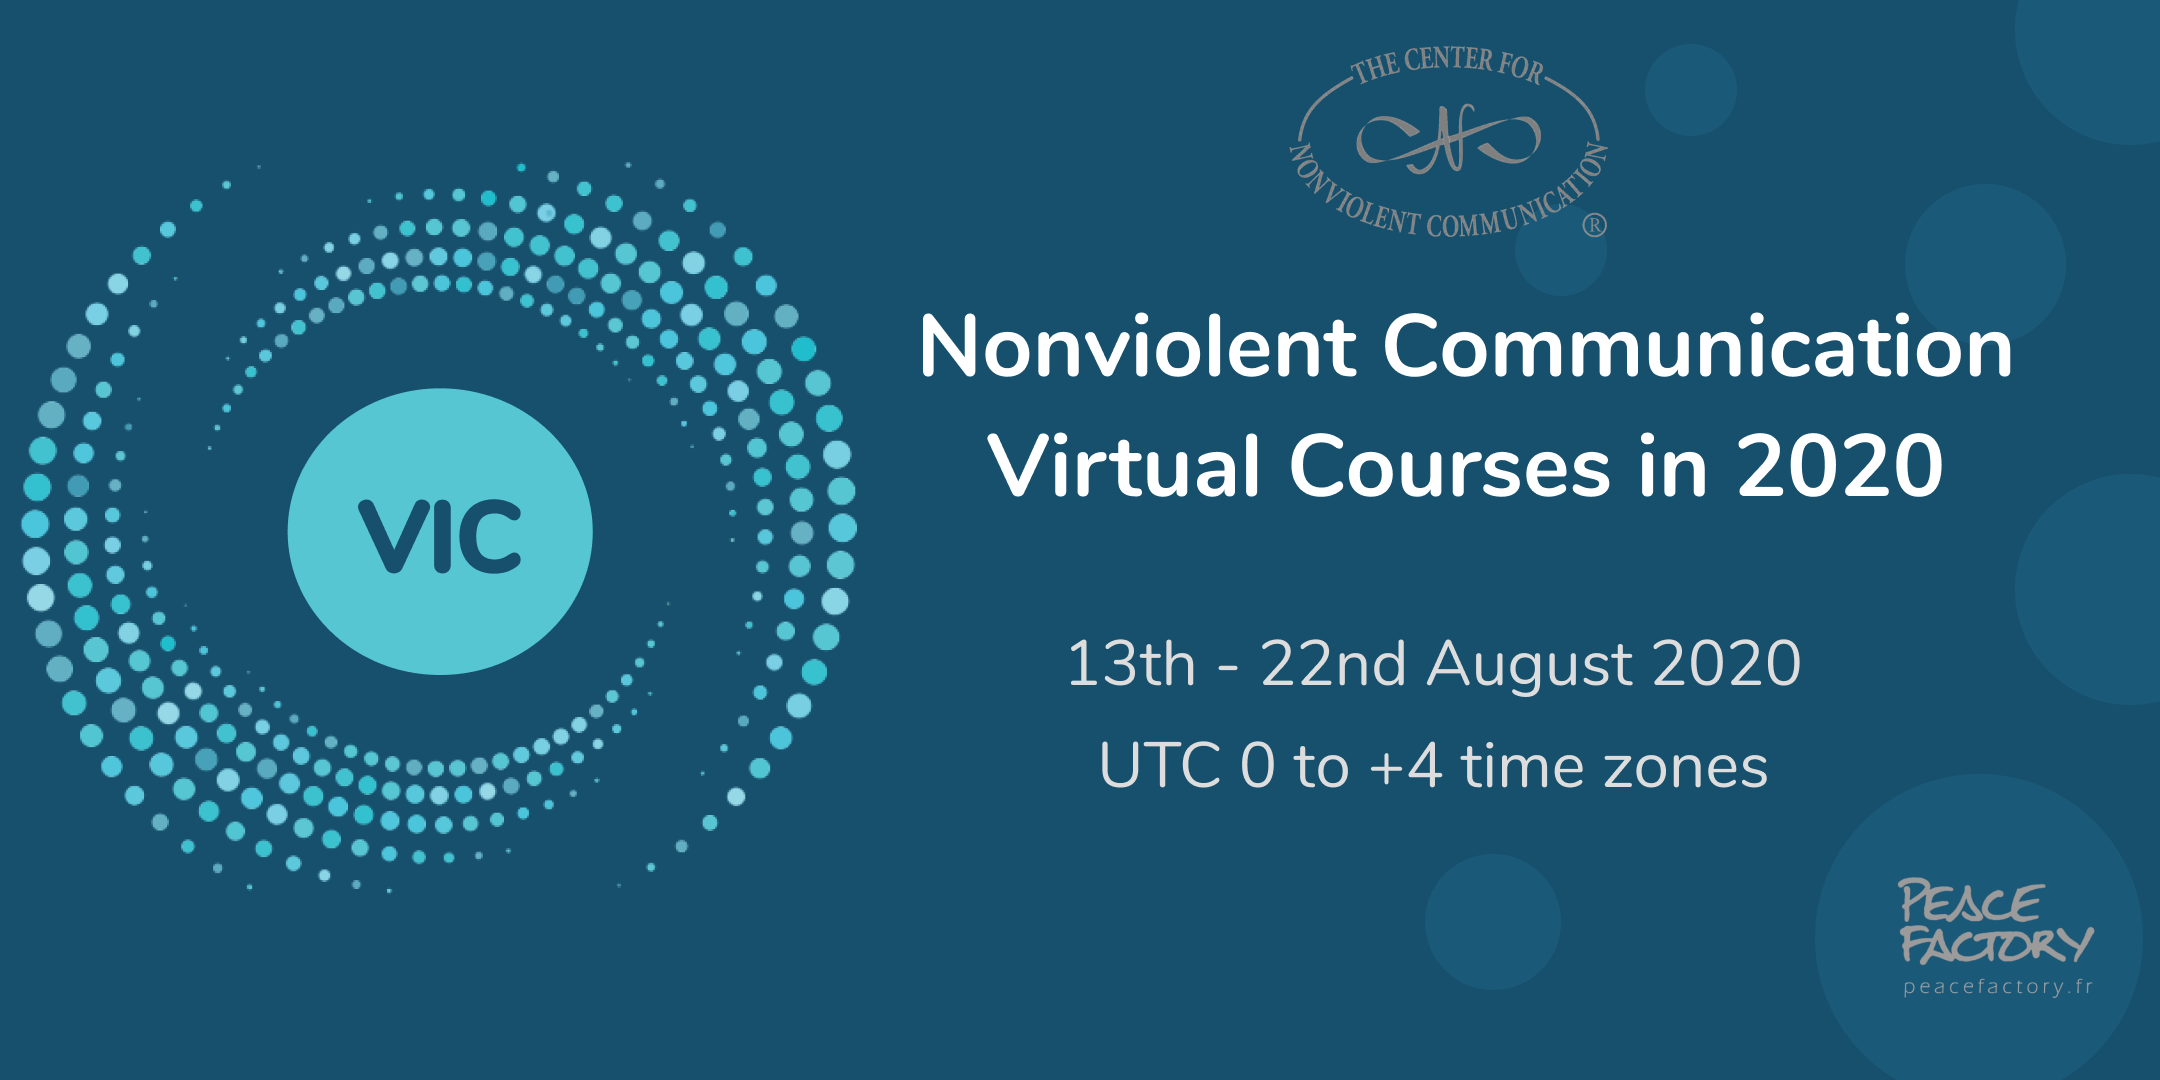 THE CENTER FOR
N
NONVIOLENT COMMUNICATION
®
Nonviolent Communication
Virtual Courses in 2020
VIC
13th - 22nd August 2020
UTC 0 to +4 time zones
PEACE
FACTORY
peacefactory.fr